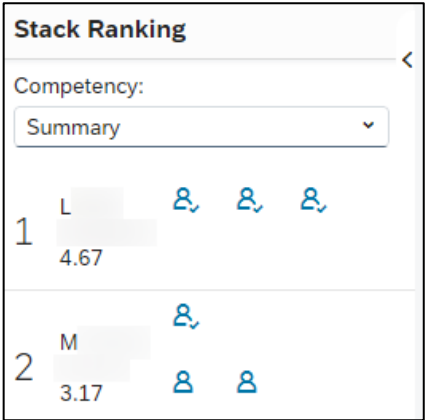 Stack Ranking
Competency:
Summary
1
L
4.67
2
M
3.17